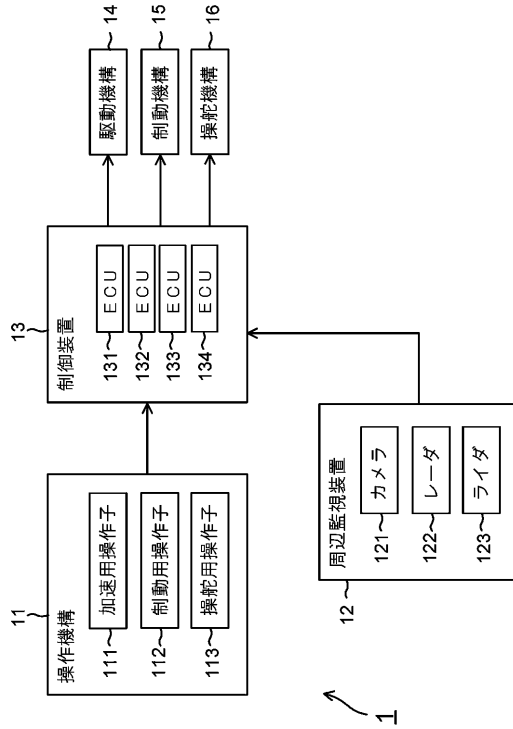 11
操作機構
111 加速用操作子
112 制動用操作子
113 操舵用操作子
13
制御装置
131 ECU
132 ECU
133 ECU
134 ECU
駆動機構 14
制動機構 15
操舵機構 16
12
周辺監視装置
121 カメラ
122 レーダ
123 ライダ
1